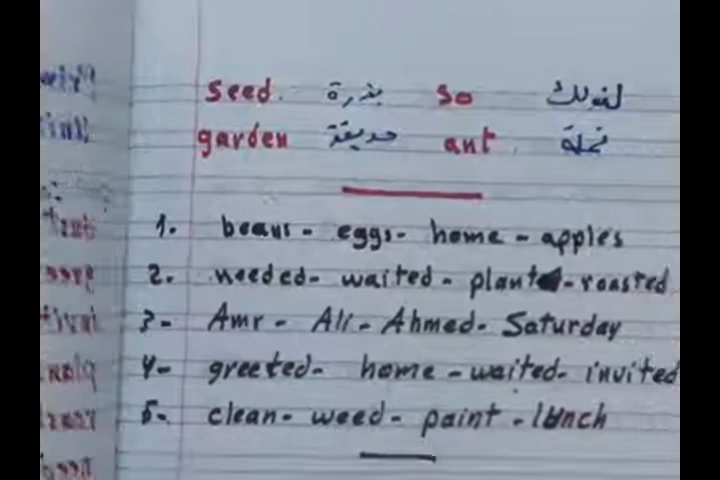 seed. بذرة so لذلك
garden حديقة ant نملة
1. beans - eggs - home - apples
2. needed - waited - planted - roasted
3 - Amr - Ali - Ahmed - Saturday
4 - greeted - home - waited - invited
5 - clean - weed - paint - lunch